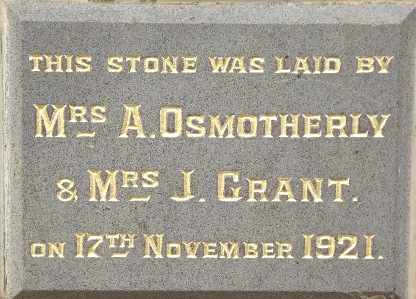 THIS STONE WAS LAID BY
MRS A. OSMOTHERLY
& MRS J. GRANT.
ON 17TH NOVEMBER 1921.